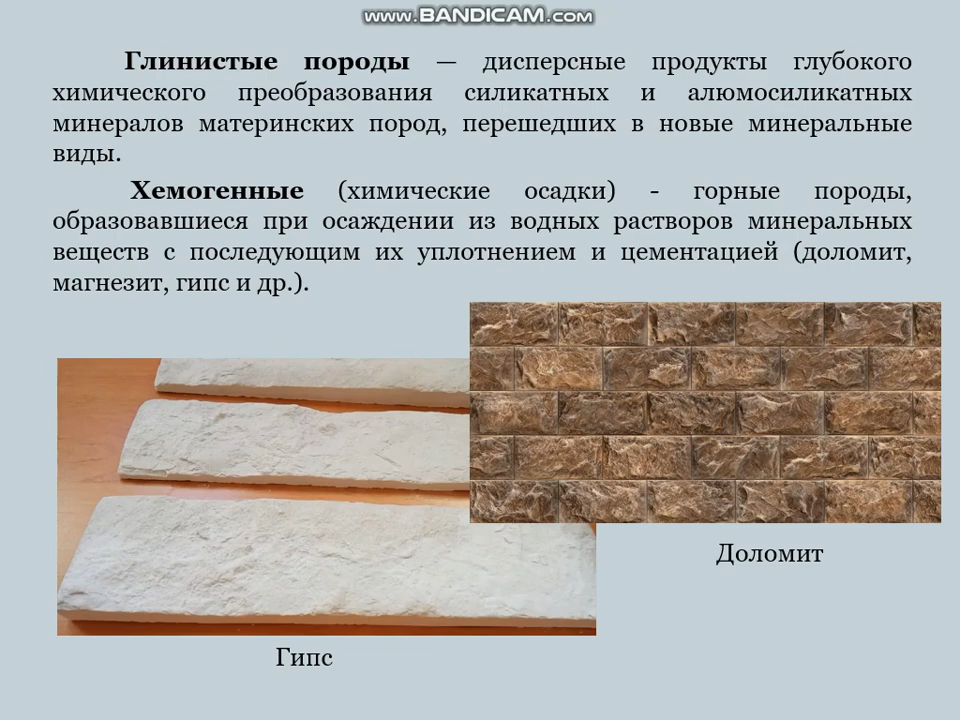 www.BANDICAM.com
Глинистые породы — дисперсные продукты глубокого
химического преобразования силикатных и алюмосиликатных
минералов материнских пород, перешедших в новые минеральные
виды.
Хемогенные (химические осадки) - горные породы,
образовавшиеся при осаждении из водных растворов минеральных
веществ с последующим их уплотнением и цементацией (доломит,
магнезит, гипс и др.).
Доломит
Гипс